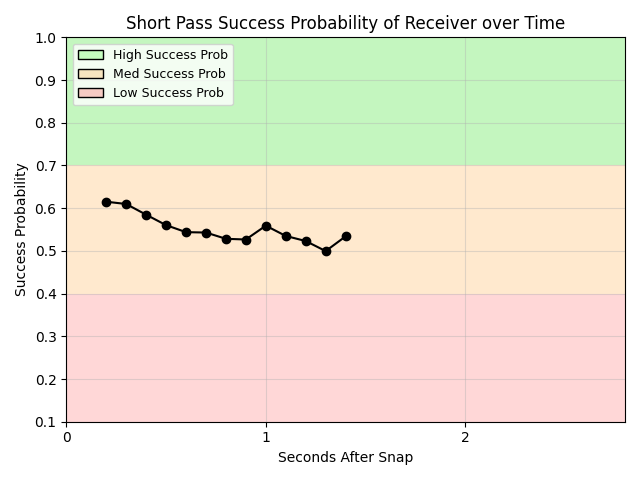 Short Pass Success Probability of Receiver over Time
1.0
High Success Prob
Med Success Prob
Low Success Prob
0.9
0.8
0.7
0.6
0.5
0.4
0.3
0.2
0.1
Success Probability
0
1
2
Seconds After Snap